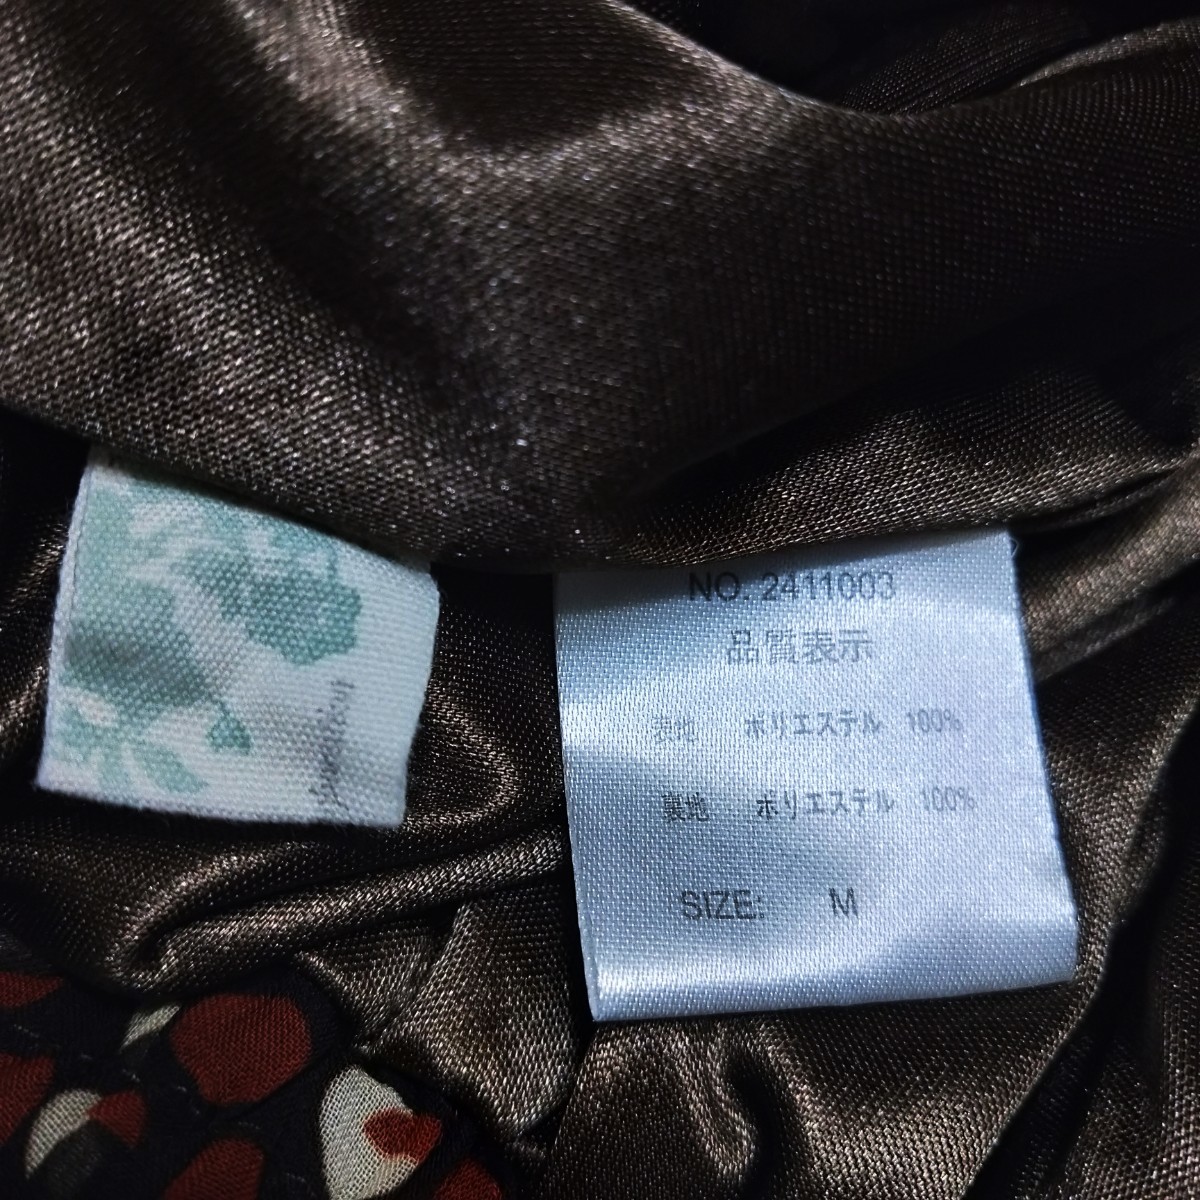 NO. 2411003
品質表示
表地 ポリエステル 100%
裏地 ポリエステル 100%
SIZE: M